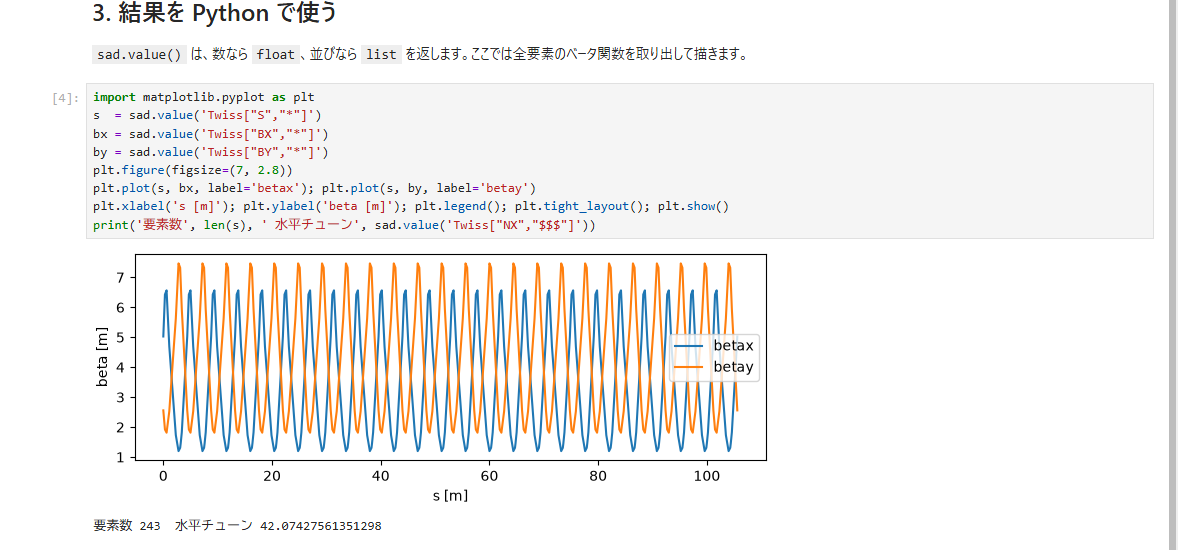 3. 結果を Python で使う
sad.value() は、数なら float 、並びなら list を返します。ここでは全要素のベータ関数を取り出して描きます。
[4]:
import matplotlib.pyplot as plt
s  = sad.value('Twiss["S","*"]')
bx = sad.value('Twiss["BX","*"]')
by = sad.value('Twiss["BY","*"]')
plt.figure(figsize=(7, 2.8))
plt.plot(s, bx, label='betax'); plt.plot(s, by, label='betay')
plt.xlabel('s [m]'); plt.ylabel('beta [m]'); plt.legend(); plt.tight_layout(); plt.show()
print('要素数', len(s), ' 水平チューン', sad.value('Twiss["NX","$$$"]'))
beta [m]
7
6
5
4
3
2
1
betax
betay
0 20 40 60 80 100
s [m]
要素数 243  水平チューン 42.07427561351298